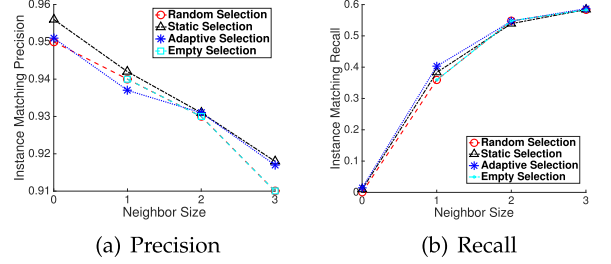 0.96
0.95
0.94
0.93
0.92
0.91
Instance Matching Precision
Random Selection
Static Selection
Adaptive Selection
Empty Selection
0 1 2 3
Neighbor Size
(a) Precision
0.6
0.5
0.4
0.3
0.2
0.1
0
Instance Matching Recall
Random Selection
Static Selection
Adaptive Selection
Empty Selection
0 1 2 3
Neighbor Size
(b) Recall